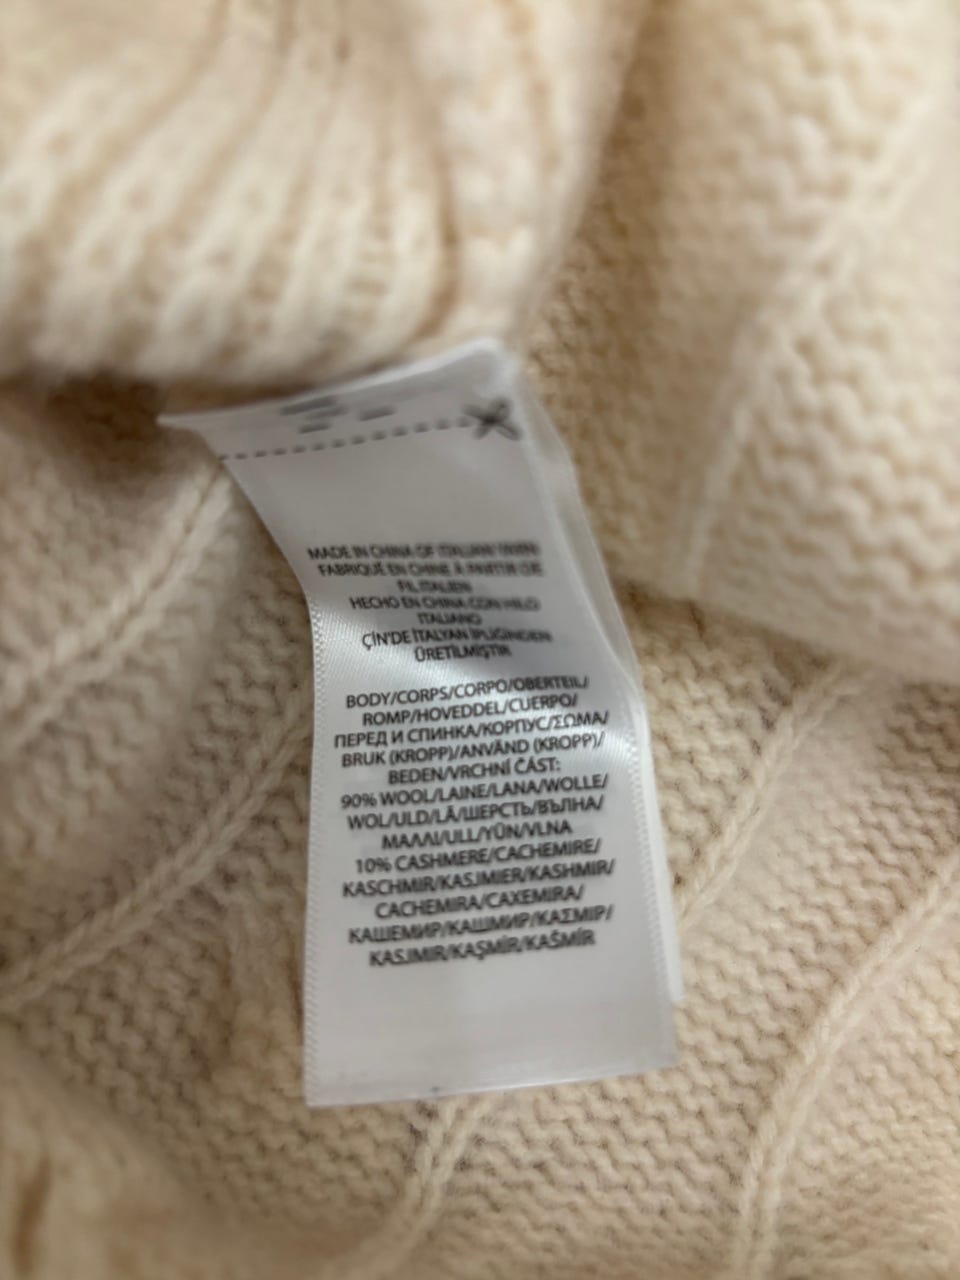 MADE IN CHINA OF ITALIAN YARN
FABRIQUÉ EN CHINE À PARTIR DE
FIL ITALIEN
HECHO EN CHINA CON HILO
ITALIANO
ÇİN'DE İTALYAN İPLİĞİNDEN
ÜRETİLMİŞTİR
BODY/CORPS/CORPO/OBERTEIL/
ROMP/HOVEDDEL/CUERPO/
ПЕРЕД И СПИНКА/КОРПУС/ΣΩΜΑ/
BRUK (KROPP)/ANVÄND (KROPP)/
BEDEN/VRCHNÍ ČÁST:
90% WOOL/LAINE/LANA/WOLLE/
WOL/ULD/LÃ/ШЕРСТЬ/ВЪЛНА/
ΜΑΛΛΙ/ULL/YÜN/VLNA
10% CASHMERE/CACHEMIRE/
KASCHMIR/KASJMIER/KASHMIR/
CACHEMIRA/CAXEMIRA/
КАШЕМИР/КАШМИР/ΚΑΣΜΙΡ/
KASJMIR/KAŞMİR/KAŠMÍR